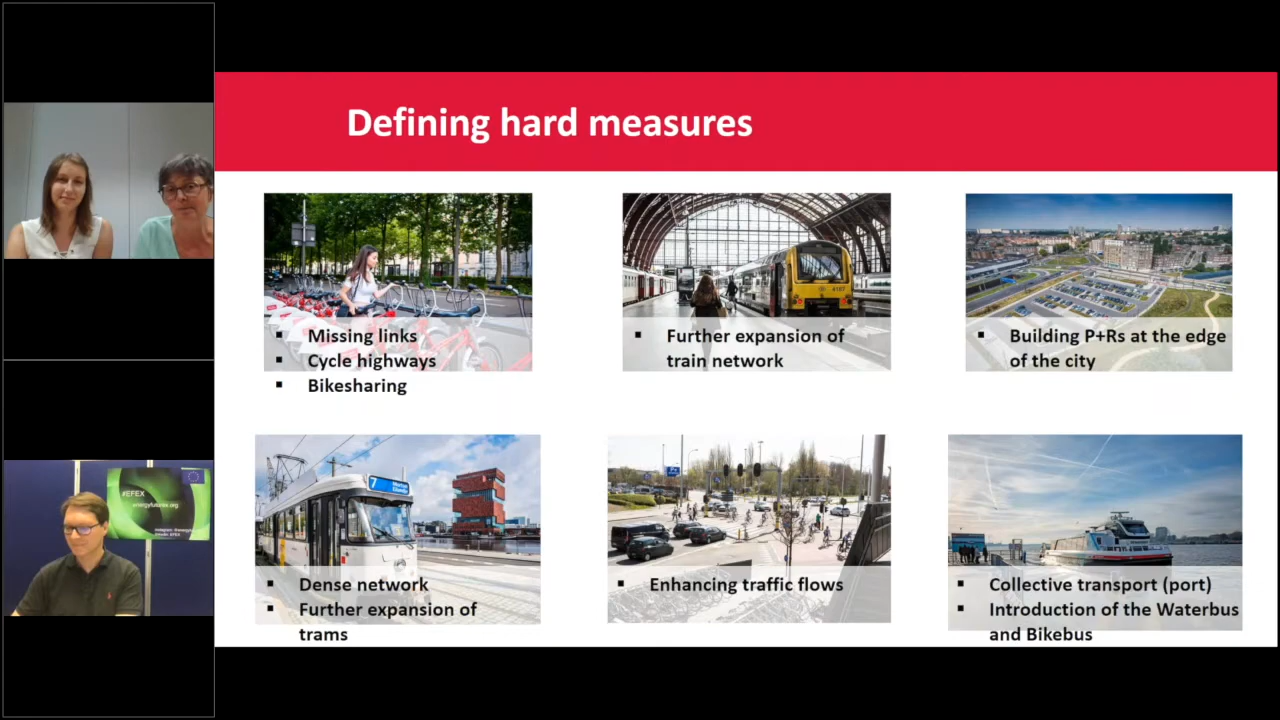 Defining hard measures
Missing links
Cycle highways
Bikesharing
Further expansion of
train network
Building P+Rs at the edge
of the city
Dense network
Further expansion of
trams
Enhancing traffic flows
Collective transport (port)
Introduction of the Waterbus
and Bikebus
7
#EFEX